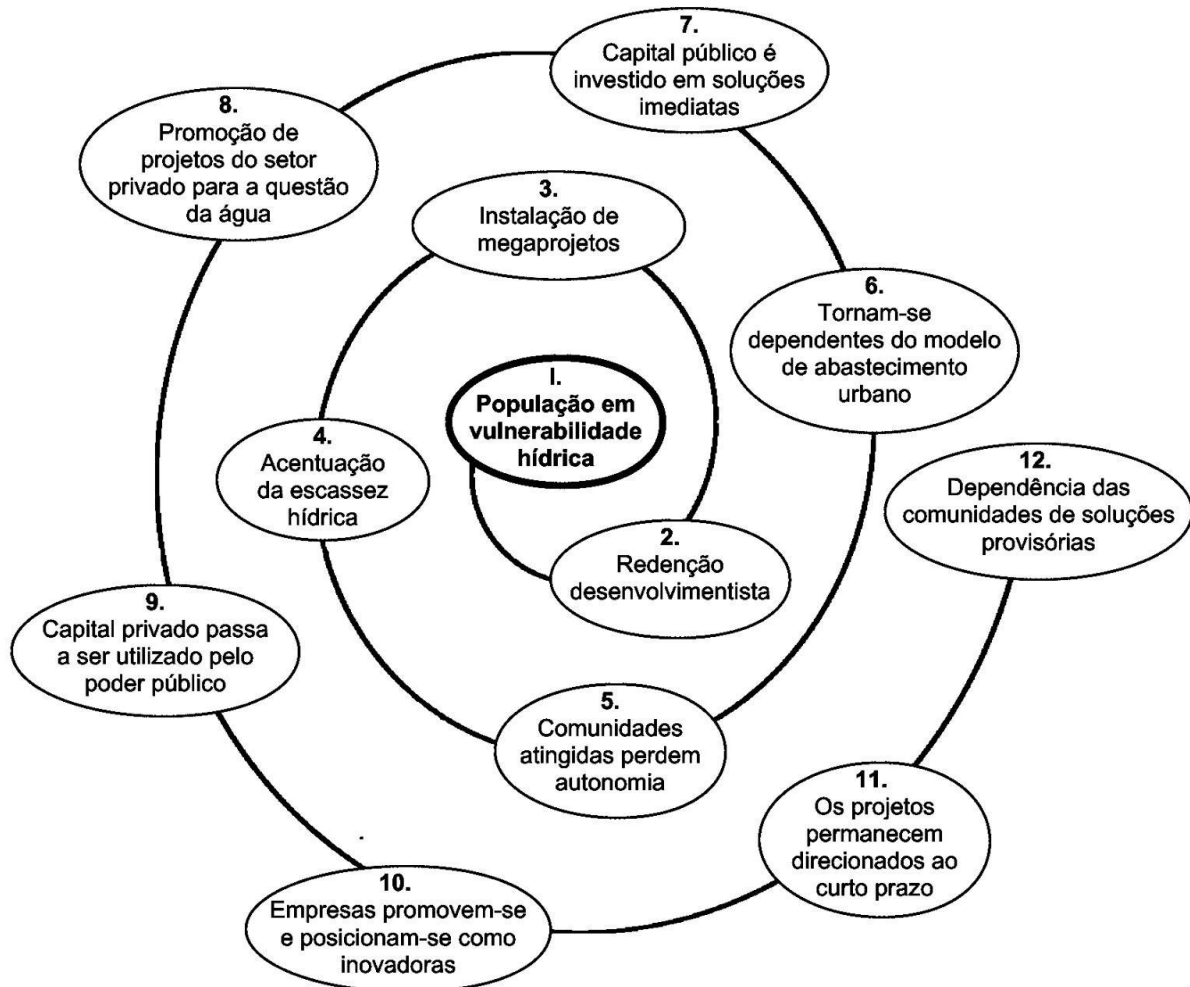 I.
População em
vulnerabilidade
hídrica
2.
Redenção
desenvolvimentista
3.
Instalação de
megaprojetos
4.
Acentuação
da escassez
hídrica
5.
Comunidades
atingidas perdem
autonomia
6.
Tornam-se
dependentes do modelo
de abastecimento
urbano
7.
Capital público é
investido em soluções
imediatas
8.
Promoção de
projetos do setor
privado para a questão
da água
9.
Capital privado passa
a ser utilizado pelo
poder público
10.
Empresas promovem-se
e posicionam-se como
inovadoras
11.
Os projetos
permanecem
direcionados ao
curto prazo
12.
Dependência das
comunidades de soluções
provisórias